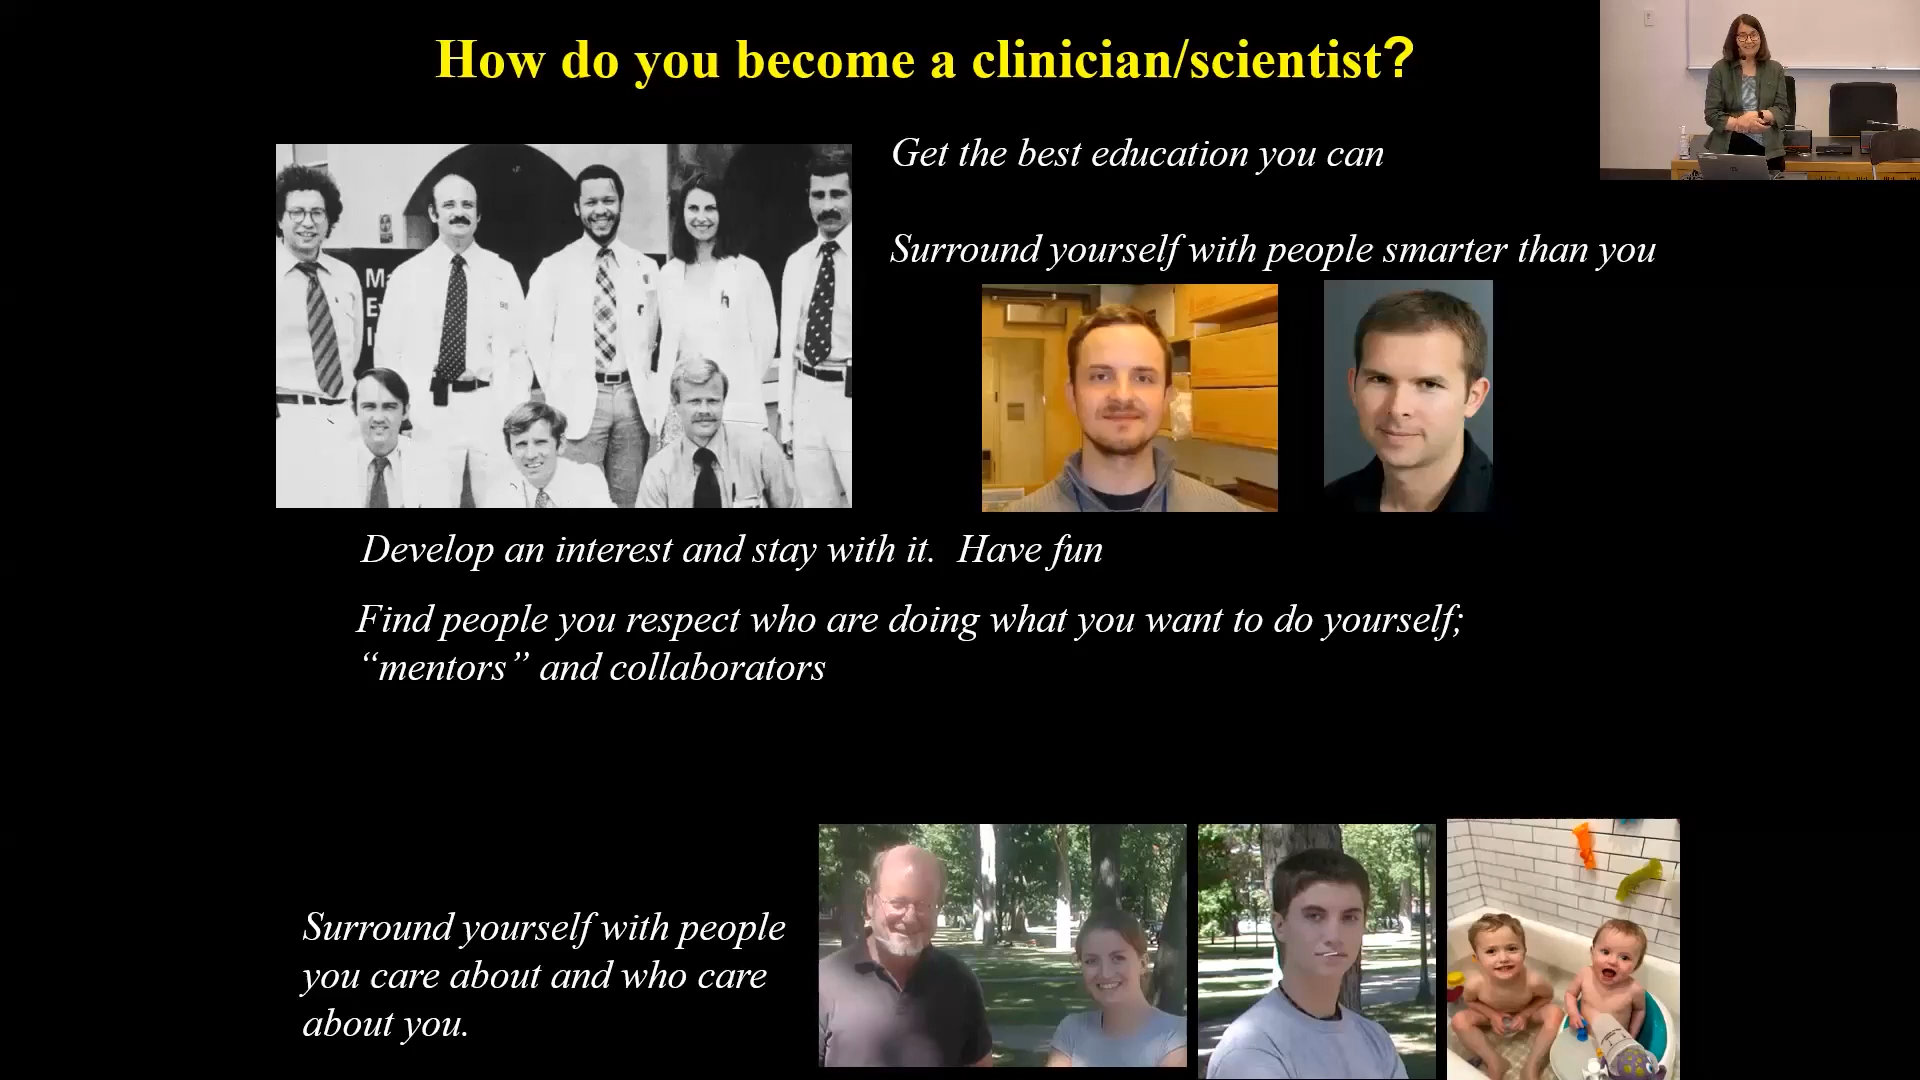 How do you become a clinician/scientist?
Get the best education you can
Surround yourself with people smarter than you
Develop an interest and stay with it.  Have fun
Find people you respect who are doing what you want to do yourself;
“mentors” and collaborators
Surround yourself with people
you care about and who care
about you.